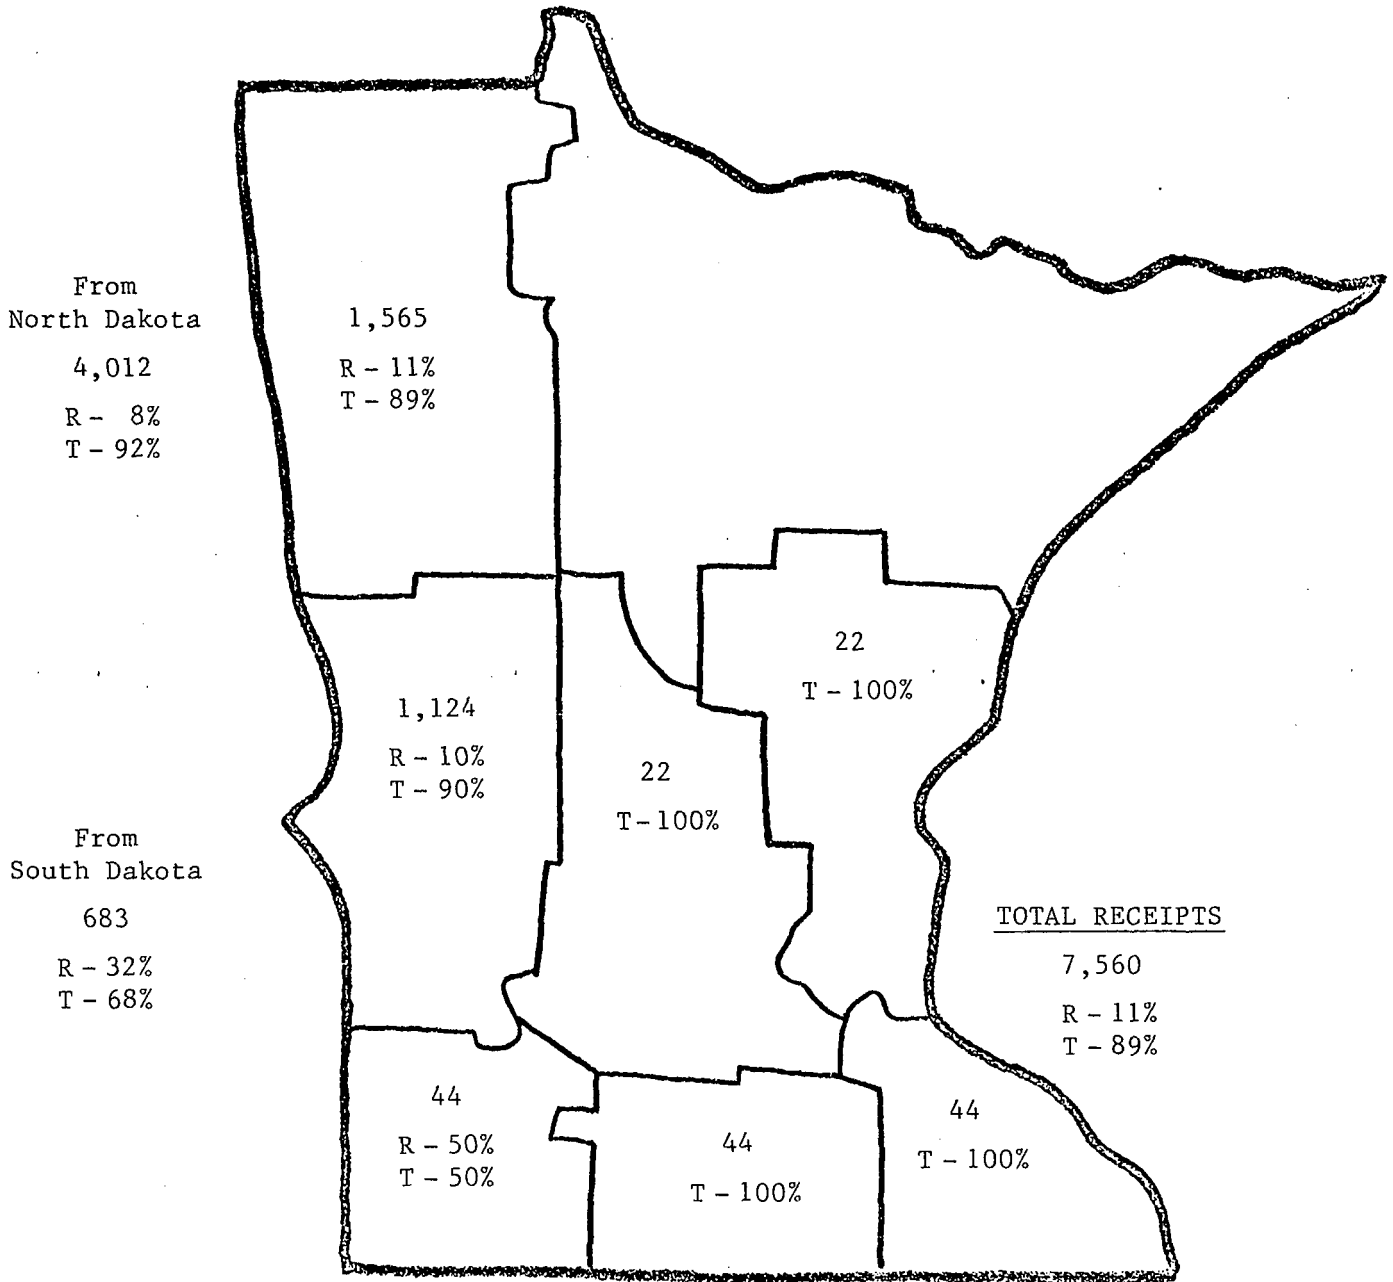 From
North Dakota
4,012
R - 8%
T - 92%
1,565
R - 11%
T - 89%
1,124
R - 10%
T - 90%
22
T - 100%
22
T - 100%
From
South Dakota
683
R - 32%
T - 68%
TOTAL RECEIPTS
7,560
R - 11%
T - 89%
44
R - 50%
T - 50%
44
T - 100%
44
T - 100%